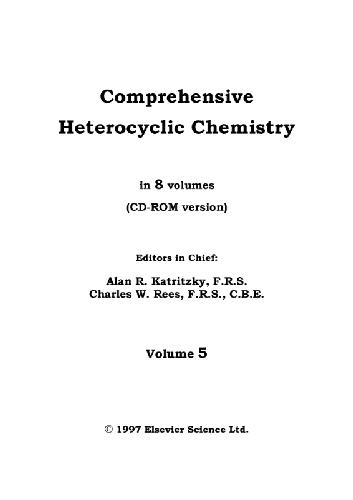 Comprehensive
Heterocyclic Chemistry
in 8 volumes
(CD-ROM version)
Editors in Chief:
Alan R. Katritzky, F.R.S.
Charles W. Rees, F.R.S., C.B.E.
Volume 5
© 1997 Elsevier Science Ltd.